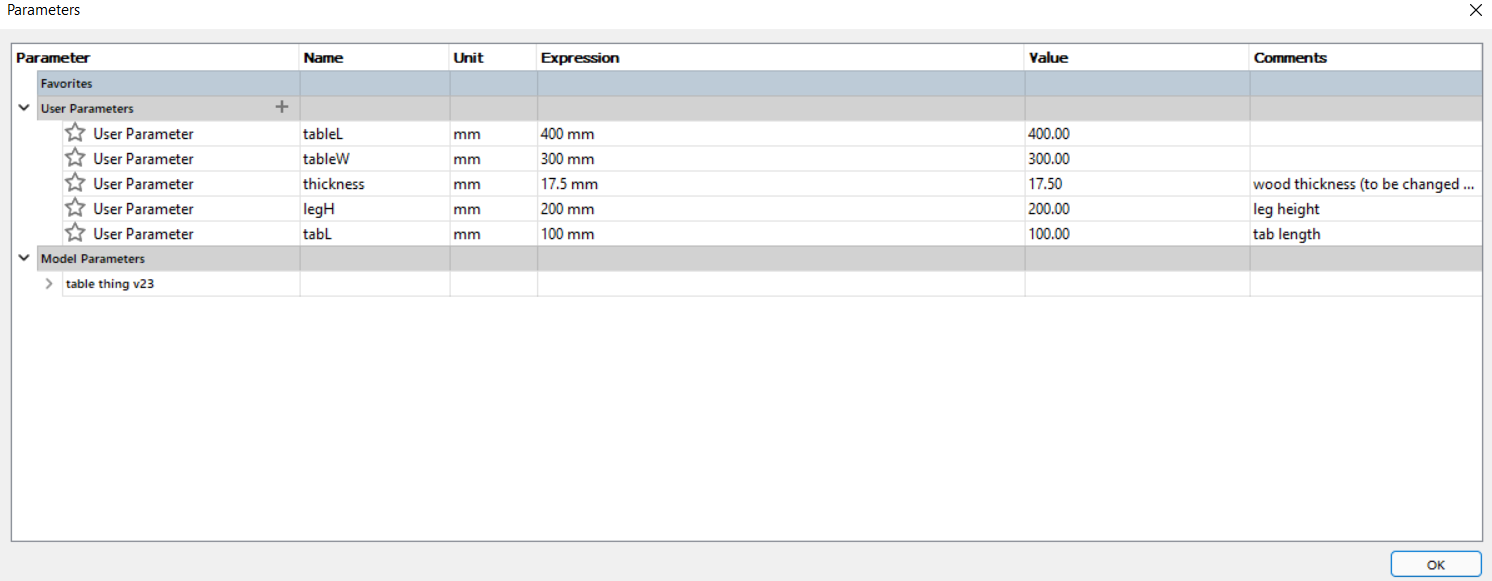 Parameters
Parameter Name Unit Expression Value Comments
Favorites
User Parameters +
User Parameter tableL mm 400 mm 400.00
User Parameter tableW mm 300 mm 300.00
User Parameter thickness mm 17.5 mm 17.50 wood thickness (to be changed ...
User Parameter legH mm 200 mm 200.00 leg height
User Parameter tabL mm 100 mm 100.00 tab length
Model Parameters
table thing v23
OK